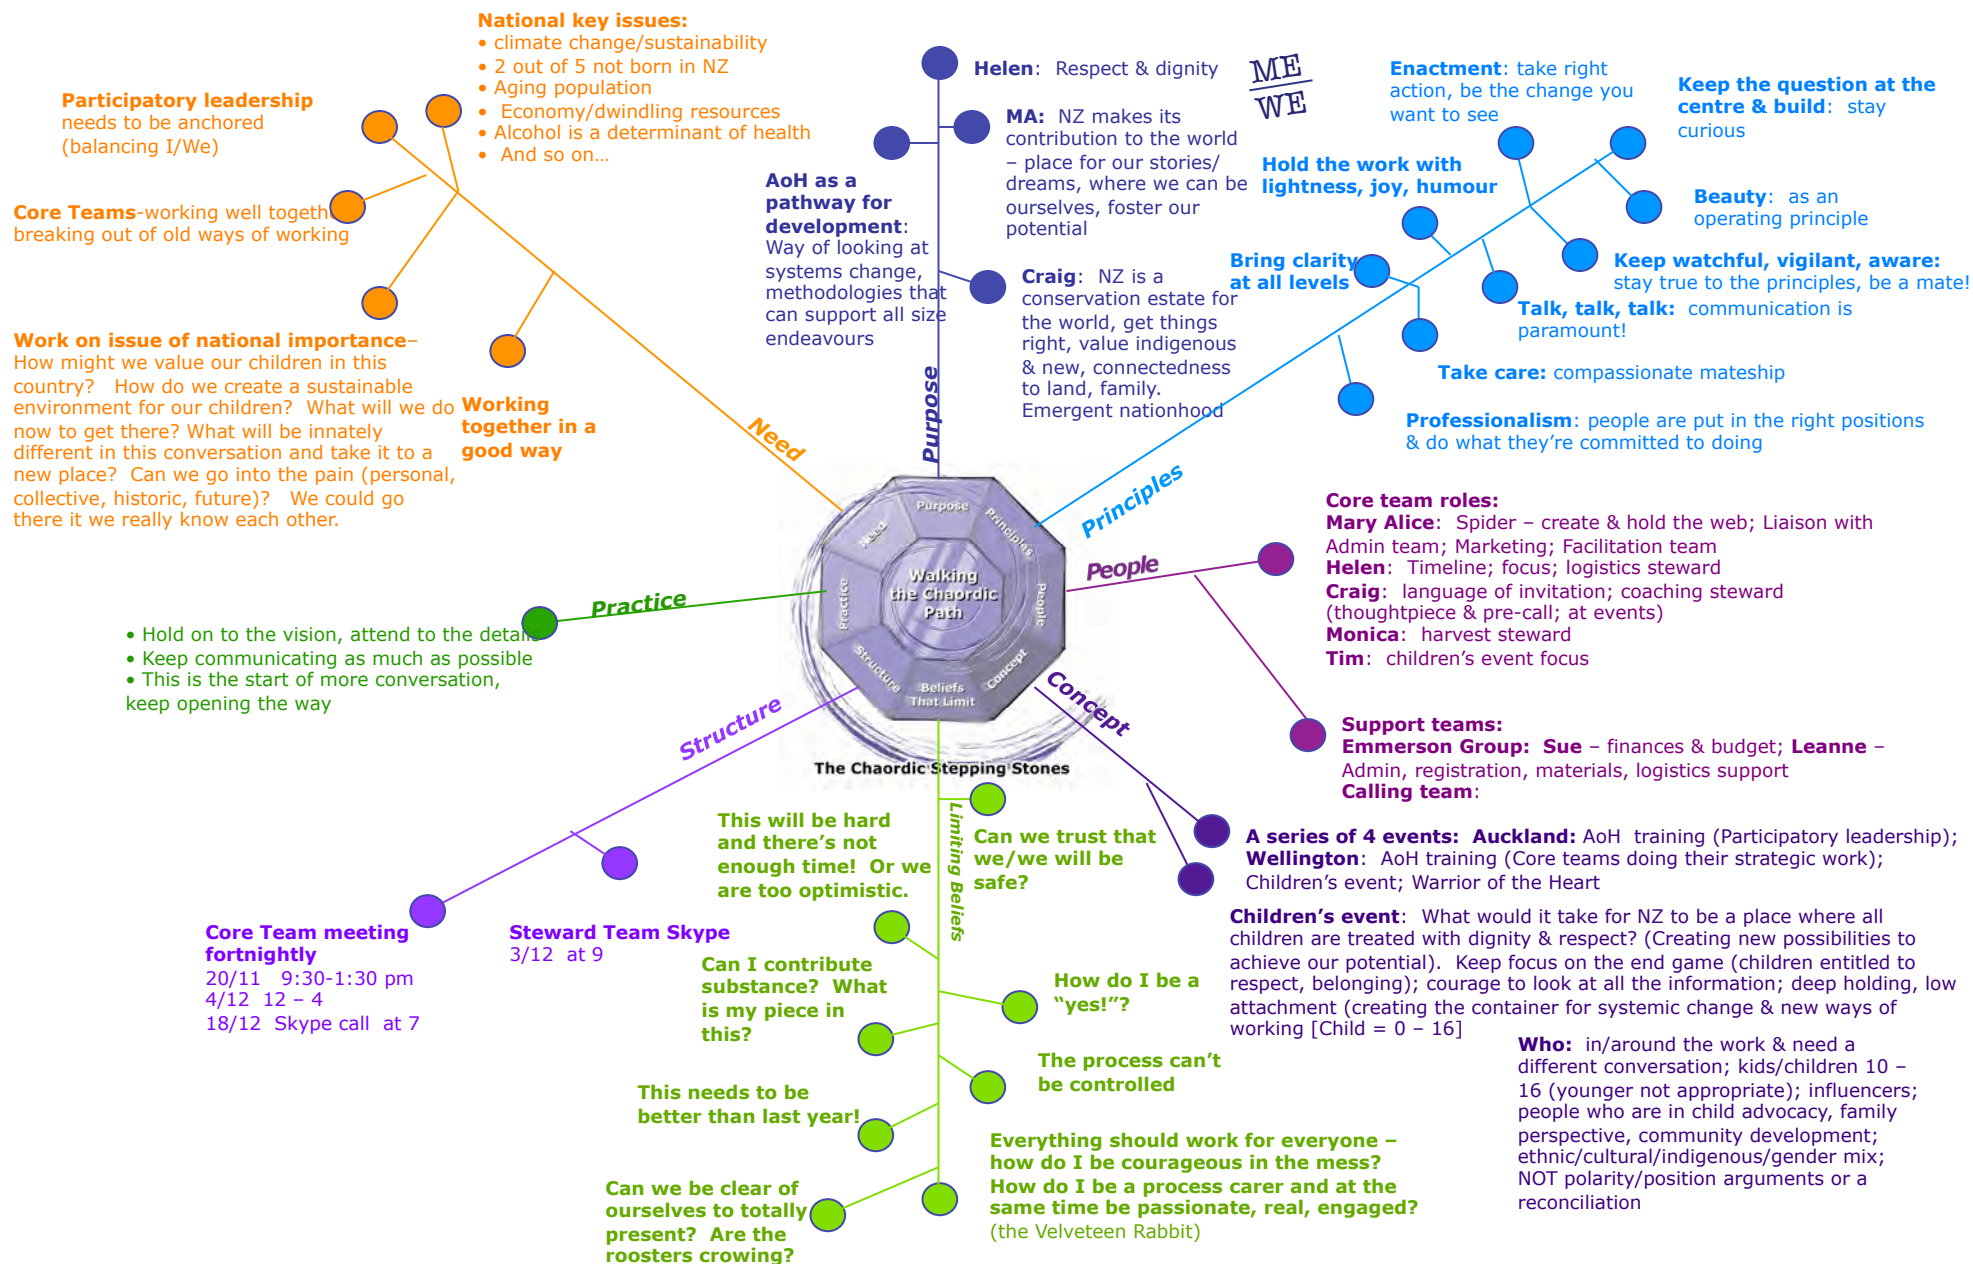 National key issues:
• climate change/sustainability
• 2 out of 5 not born in NZ
• Aging population
• Economy/dwindling resources
• Alcohol is a determinant of health
• And so on…
Participatory leadership
needs to be anchored
(balancing I/We)
Core Teams-working well togeth
breaking out of old ways of working
Work on issue of national importance–
How might we value our children in this
country? How do we create a sustainable
environment for our children? What will we do
now to get there? What will be innately
different in this conversation and take it to a
new place? Can we go into the pain (personal,
collective, historic, future)? We could go
there it we really know each other.
Working
together in a
good way
Need
Helen: Respect & dignity
ME
WE
MA: NZ makes its
contribution to the world
– place for our stories/
dreams, where we can be
ourselves, foster our
potential
AoH as a
pathway for
development:
Way of looking at
systems change,
methodologies that
can support all size
endeavours
Craig: NZ is a
conservation estate for
the world, get things
right, value indigenous
& new, connectedness
to land, family.
Emergent nationhood
Purpose
Enactment: take right
action, be the change you
want to see
Keep the question at the
centre & build: stay
curious
Hold the work with
lightness, joy, humour
Beauty: as an
operating principle
Bring clarity
at all levels
Keep watchful, vigilant, aware:
stay true to the principles, be a mate!
Talk, talk, talk: communication is
paramount!
Take care: compassionate mateship
Professionalism: people are put in the right positions
& do what they're committed to doing
Principles
Purpose
Principles
People
Concept
Beliefs
That Limit
Structure
Practice
Need
Walking
the Chaordic
Path
The Chaordic Stepping Stones
People
Core team roles:
Mary Alice: Spider – create & hold the web; Liaison with
Admin team; Marketing; Facilitation team
Helen: Timeline; focus; logistics steward
Craig: language of invitation; coaching steward
(thoughtpiece & pre-call; at events)
Monica: harvest steward
Tim: children's event focus
Support teams:
Emmerson Group: Sue – finances & budget; Leanne –
Admin, registration, materials, logistics support
Calling team:
Practice
• Hold on to the vision, attend to the details
• Keep communicating as much as possible
• This is the start of more conversation,
keep opening the way
Structure
Core Team meeting
fortnightly
20/11 9:30-1:30 pm
4/12 12 – 4
18/12 Skype call at 7
Steward Team Skype
3/12 at 9
Concept
A series of 4 events: Auckland: AoH training (Participatory leadership);
Wellington: AoH training (Core teams doing their strategic work);
Children's event; Warrior of the Heart
Children's event: What would it take for NZ to be a place where all
children are treated with dignity & respect? (Creating new possibilities to
achieve our potential). Keep focus on the end game (children entitled to
respect, belonging); courage to look at all the information; deep holding, low
attachment (creating the container for systemic change & new ways of
working [Child = 0 – 16]
Who: in/around the work & need a
different conversation; kids/children 10 –
16 (younger not appropriate); influencers;
people who are in child advocacy, family
perspective, community development;
ethnic/cultural/indigenous/gender mix;
NOT polarity/position arguments or a
reconciliation
Limiting Beliefs
This will be hard
and there's not
enough time! Or we
are too optimistic.
Can we trust that
we/we will be
safe?
Can I contribute
substance? What
is my piece in
this?
How do I be a
"yes!"?
The process can't
be controlled
This needs to be
better than last year!
Everything should work for everyone –
how do I be courageous in the mess?
How do I be a process carer and at the
same time be passionate, real, engaged?
(the Velveteen Rabbit)
Can we be clear of
ourselves to totally
present? Are the
roosters crowing?